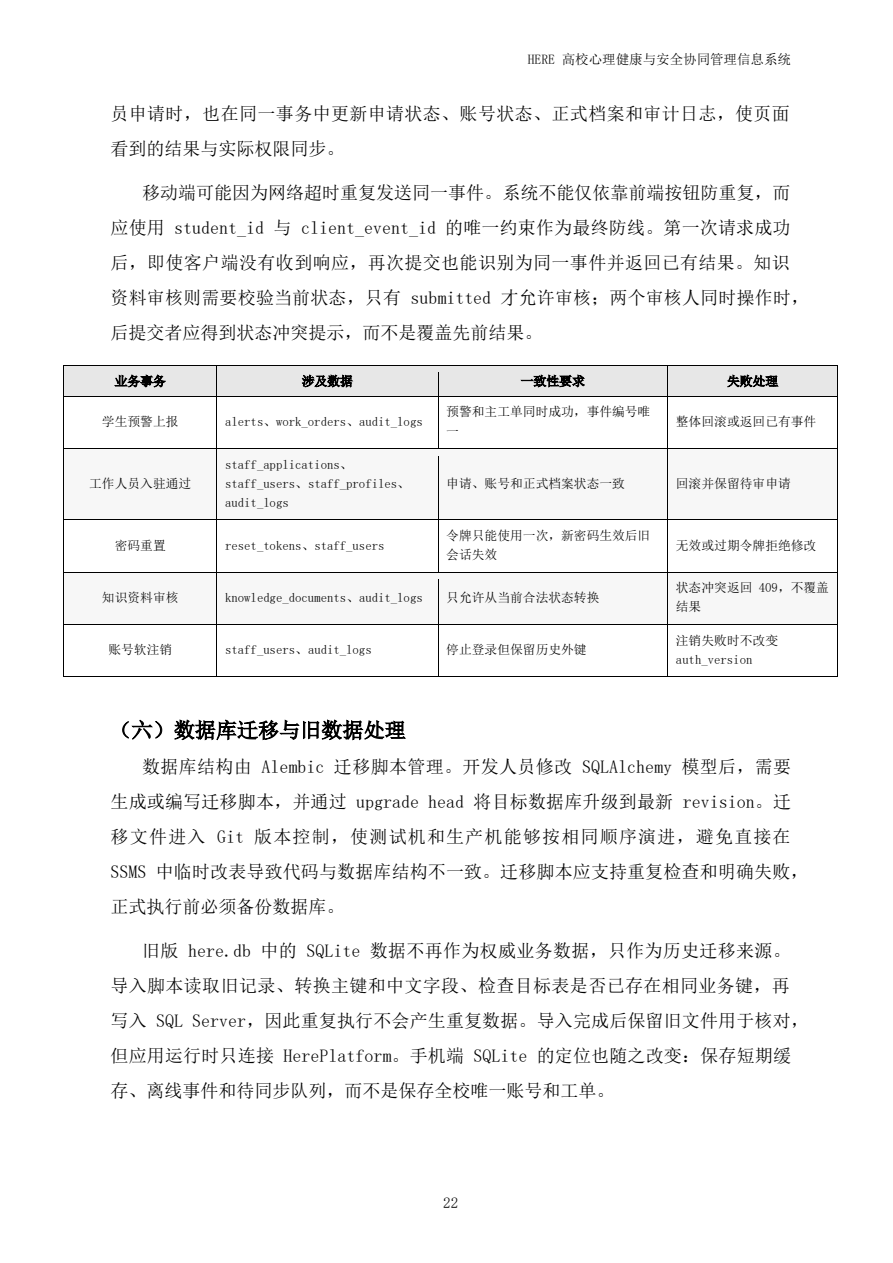 HERE 高校心理健康与安全协同管理信息系统
员申请时，也在同一事务中更新申请状态、账号状态、正式档案和审计日志，使页面
看到的结果与实际权限同步。
移动端可能因为网络超时重复发送同一事件。系统不能仅依靠前端按钮防重复，而
应使用 student_id 与 client_event_id 的唯一约束作为最终防线。第一次请求成功
后，即使客户端没有收到响应，再次提交也能识别为同一事件并返回已有结果。知识
资料审核则需要校验当前状态，只有 submitted 才允许审核；两个审核人同时操作时，
后提交者应得到状态冲突提示，而不是覆盖先前结果。
业务事务 涉及数据 一致性要求 失败处理
学生预警上报 alerts、work_orders、audit_logs 预警和主工单同时成功，事件编号唯
一 整体回滚或返回已有事件
工作人员入驻通过 staff_applications、
staff_users、staff_profiles、
audit_logs 申请、账号和正式档案状态一致 回滚并保留待审申请
密码重置 reset_tokens、staff_users 令牌只能使用一次，新密码生效后旧
会话失效 无效或过期令牌拒绝修改
知识资料审核 knowledge_documents、audit_logs 只允许从当前合法状态转换 状态冲突返回 409，不覆盖
结果
账号软注销 staff_users、audit_logs 停止登录但保留历史外键 注销失败时不改变
auth_version
（六）数据库迁移与旧数据处理
数据库结构由 Alembic 迁移脚本管理。开发人员修改 SQLAlchemy 模型后，需要
生成或编写迁移脚本，并通过 upgrade head 将目标数据库升级到最新 revision。迁
移文件进入 Git 版本控制，使测试机和生产机能够按相同顺序演进，避免直接在
SSMS 中临时改表导致代码与数据库结构不一致。迁移脚本应支持重复检查和明确失败，
正式执行前必须备份数据库。
旧版 here.db 中的 SQLite 数据不再作为权威业务数据，只作为历史迁移来源。
导入脚本读取旧记录、转换主键和中文字段、检查目标表是否已存在相同业务键，再
写入 SQL Server，因此重复执行不会产生重复数据。导入完成后保留旧文件用于核对，
但应用运行时只连接 HerePlatform。手机端 SQLite 的定位也随之改变：保存短期缓
存、离线事件和待同步队列，而不是保存全校唯一账号和工单。
22